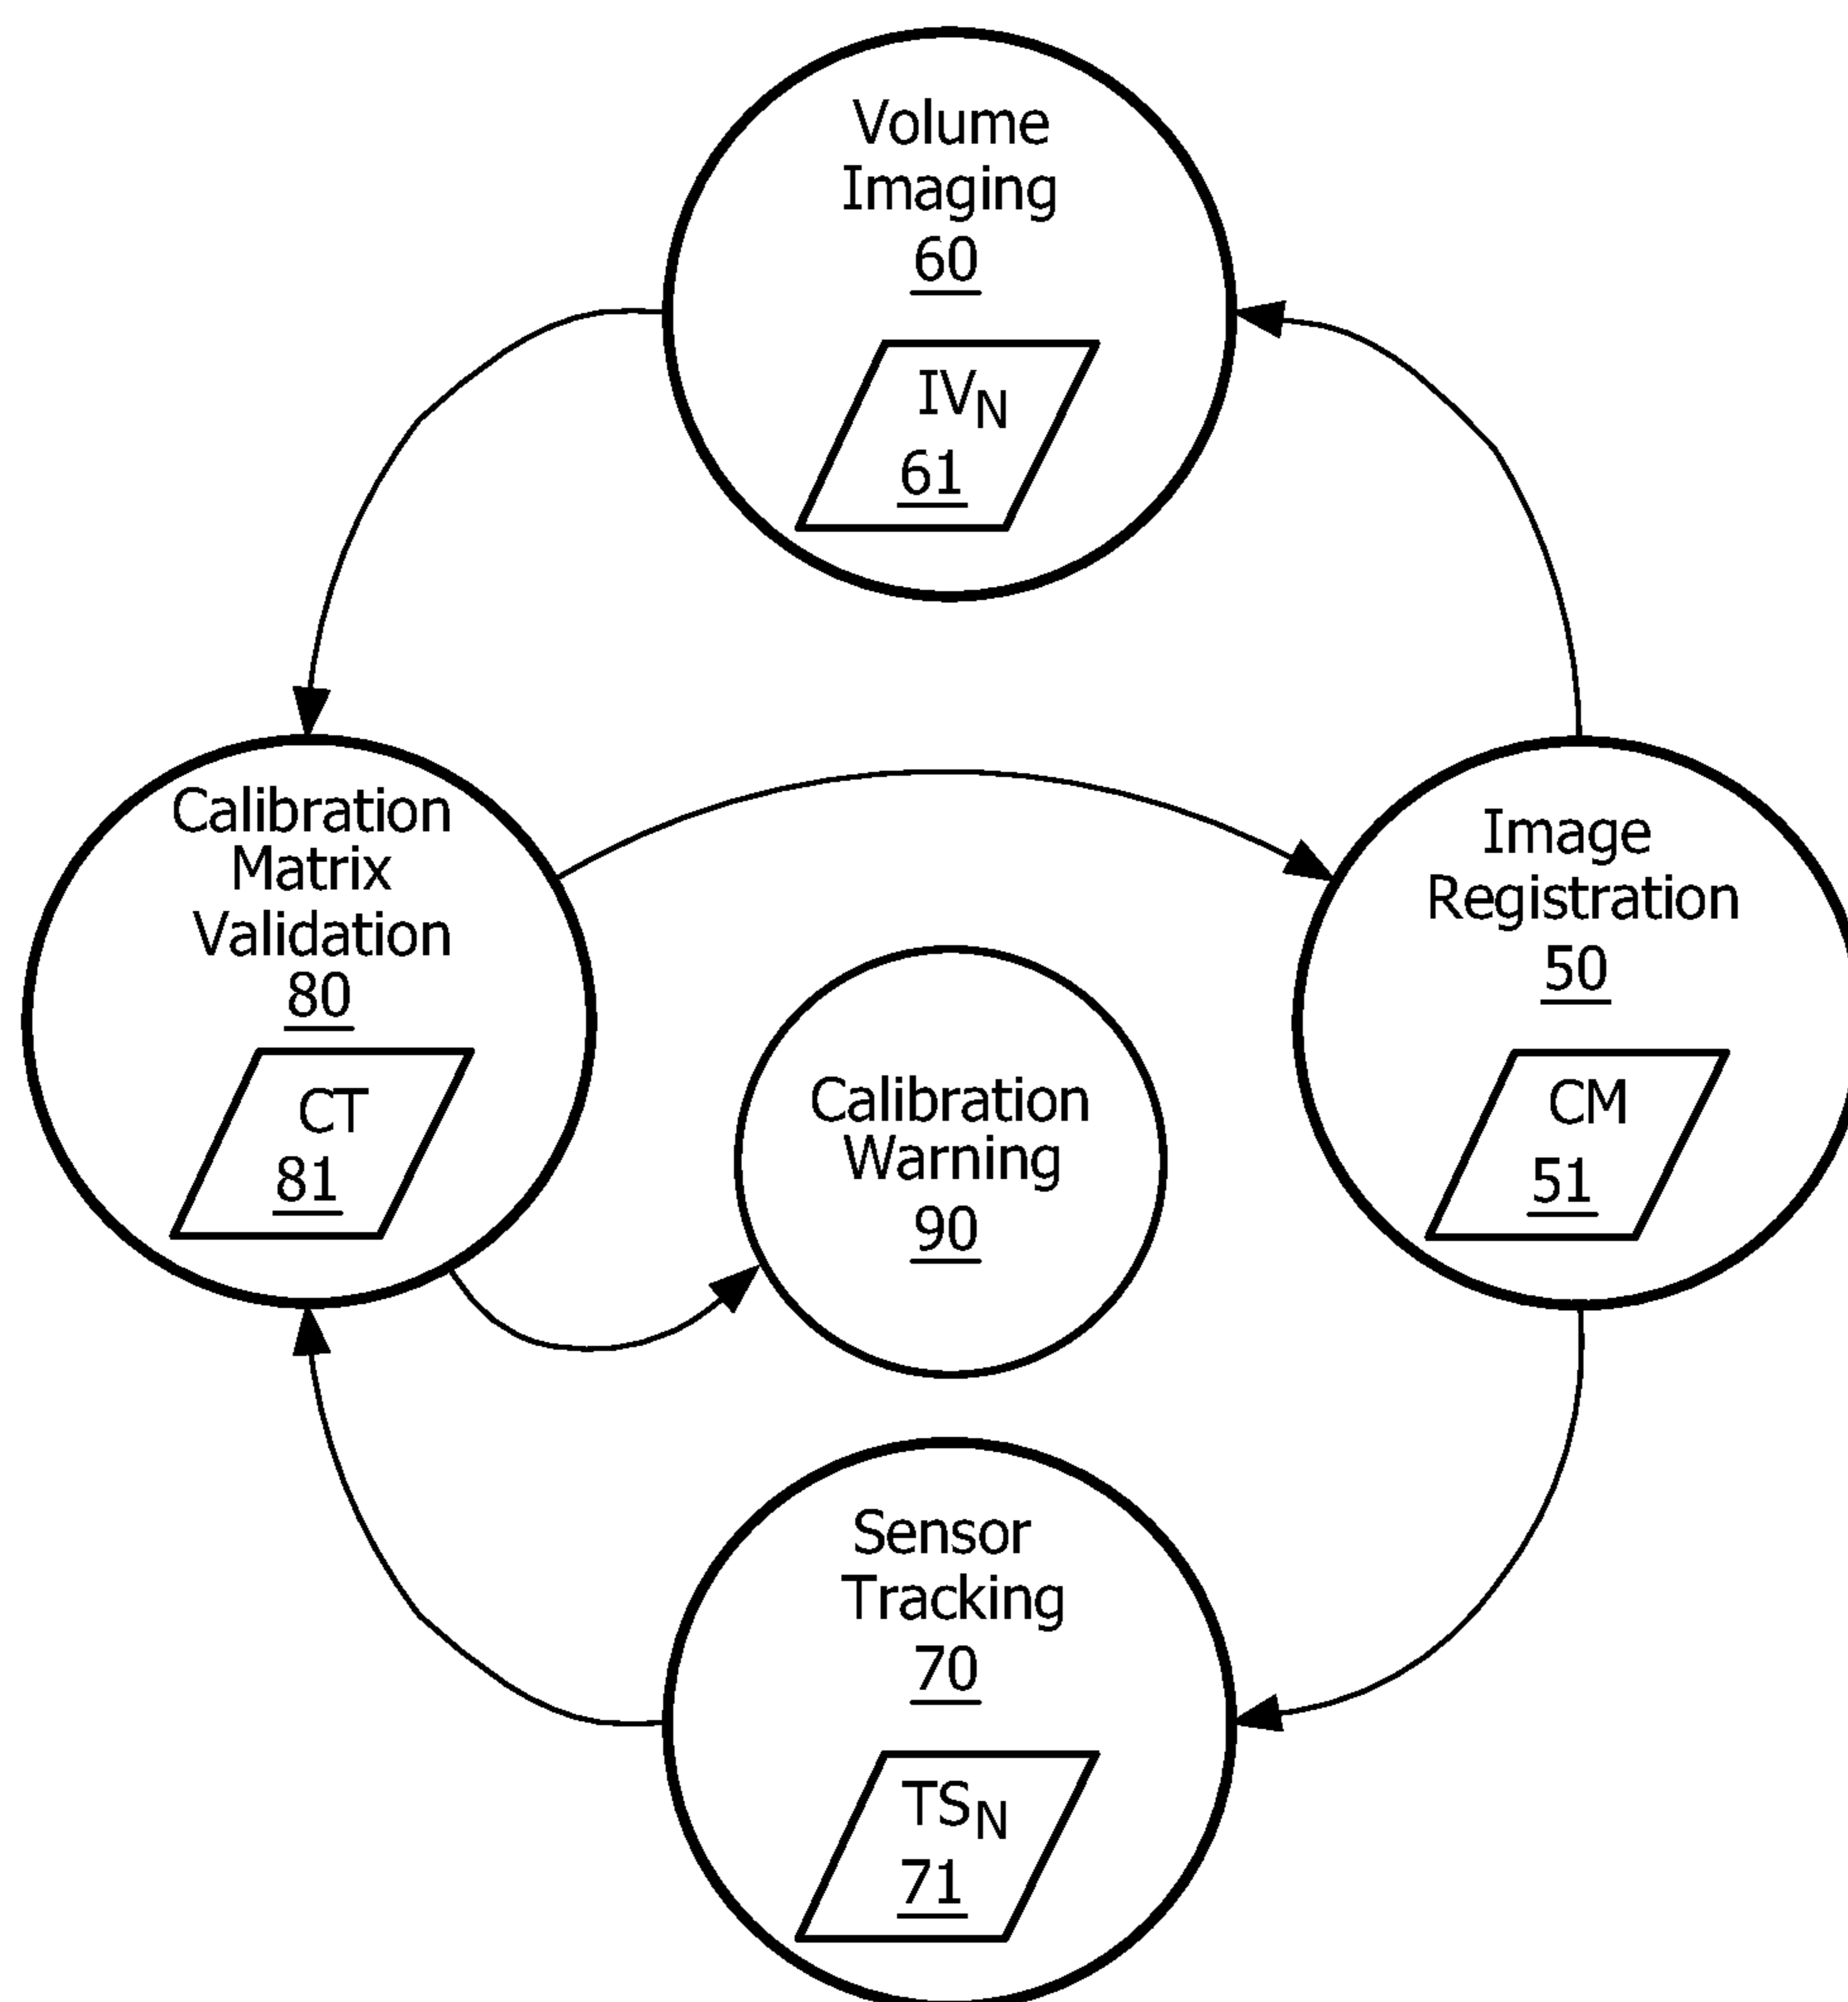 Volume
Imaging
60
IVN
61
Calibration
Matrix
Validation
80
CT
81
Image
Registration
50
CM
51
Calibration
Warning
90
Sensor
Tracking
70
TSN
71